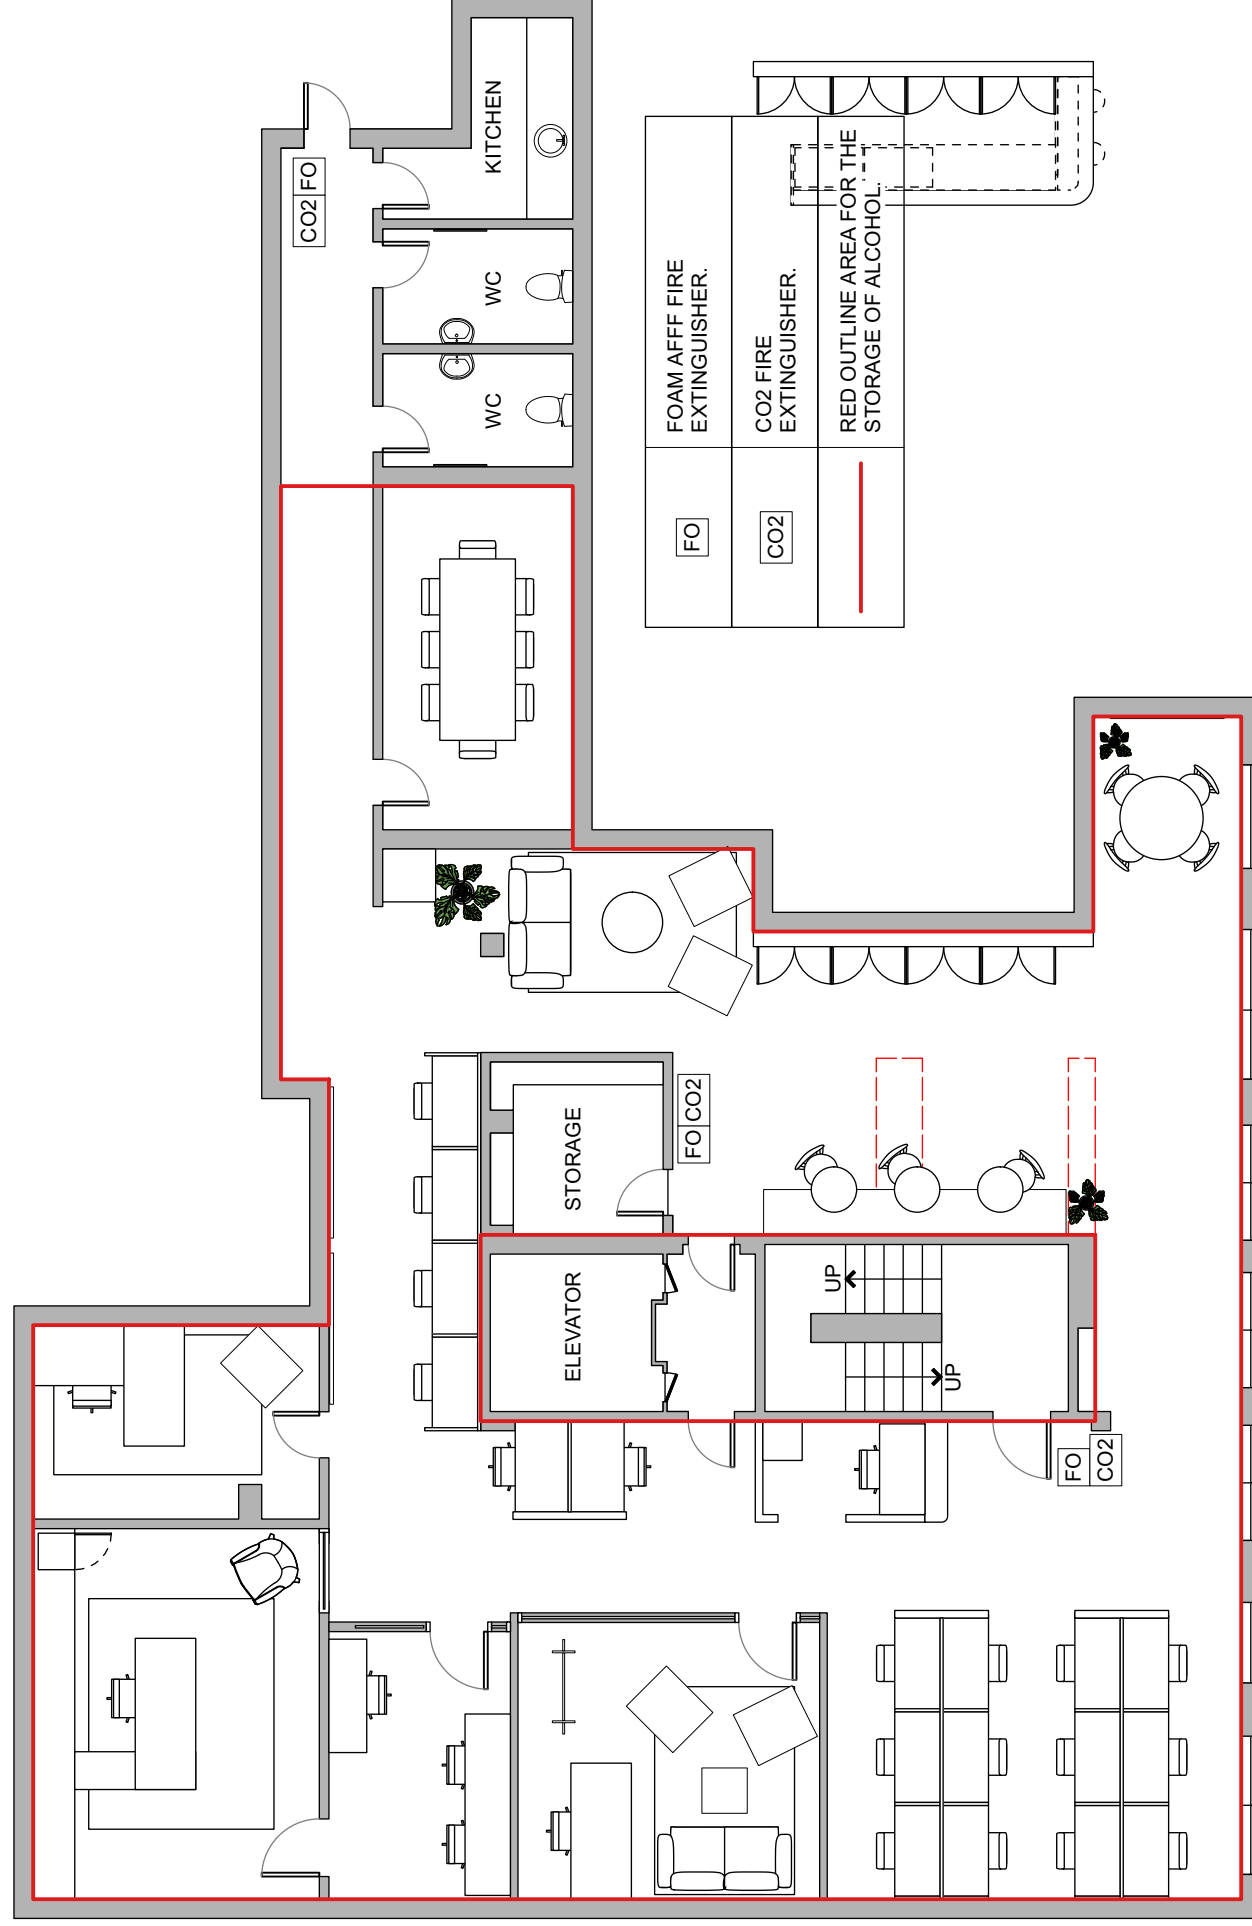 KITCHEN
CO2 FO
WC
WC
FO
FOAM AFFF FIRE
EXTINGUISHER.
CO2
CO2 FIRE
EXTINGUISHER.
RED OUTLINE AREA FOR THE
STORAGE OF ALCOHOL.
STORAGE
FO CO2
ELEVATOR
UP
UP
FO
CO2